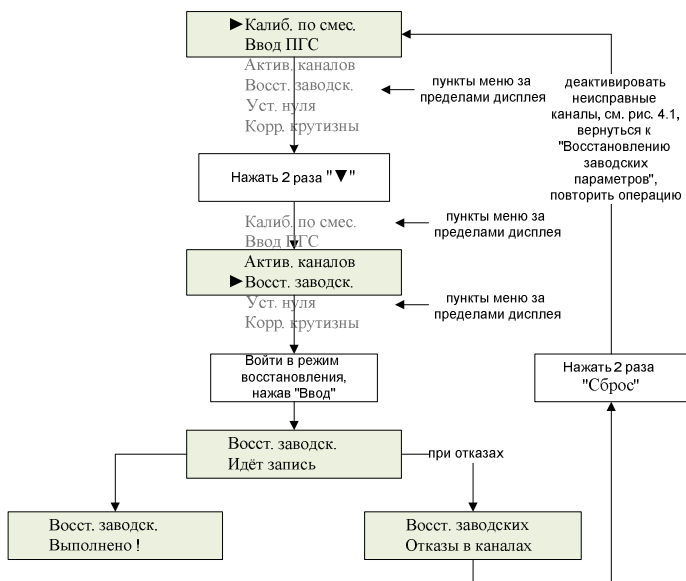 ▶Калиб. по смес.
Ввод ПГС
Актив. каналов
Восст. заводск.
Уст. нуля
Корр. крутизны
пункты меню за
пределами дисплея
деактивировать
неисправные
каналы, см. рис. 4.1,
вернуться к
"Восстановлению
заводских
параметров",
повторить операцию
Нажать 2 раза "▼"
Калиб. по смес.
Ввод ПГС
пункты меню за
пределами дисплея
Актив. каналов
▶Восст. заводск.
Уст. нуля
Корр. крутизны
пункты меню за
пределами дисплея
Войти в режим
восстановления,
нажав "Ввод"
Нажать 2 раза
"Сброс"
Восст. заводск.
Идёт запись
при отказах
Восст. заводск.
Выполнено !
Восст. заводских
Отказы в каналах